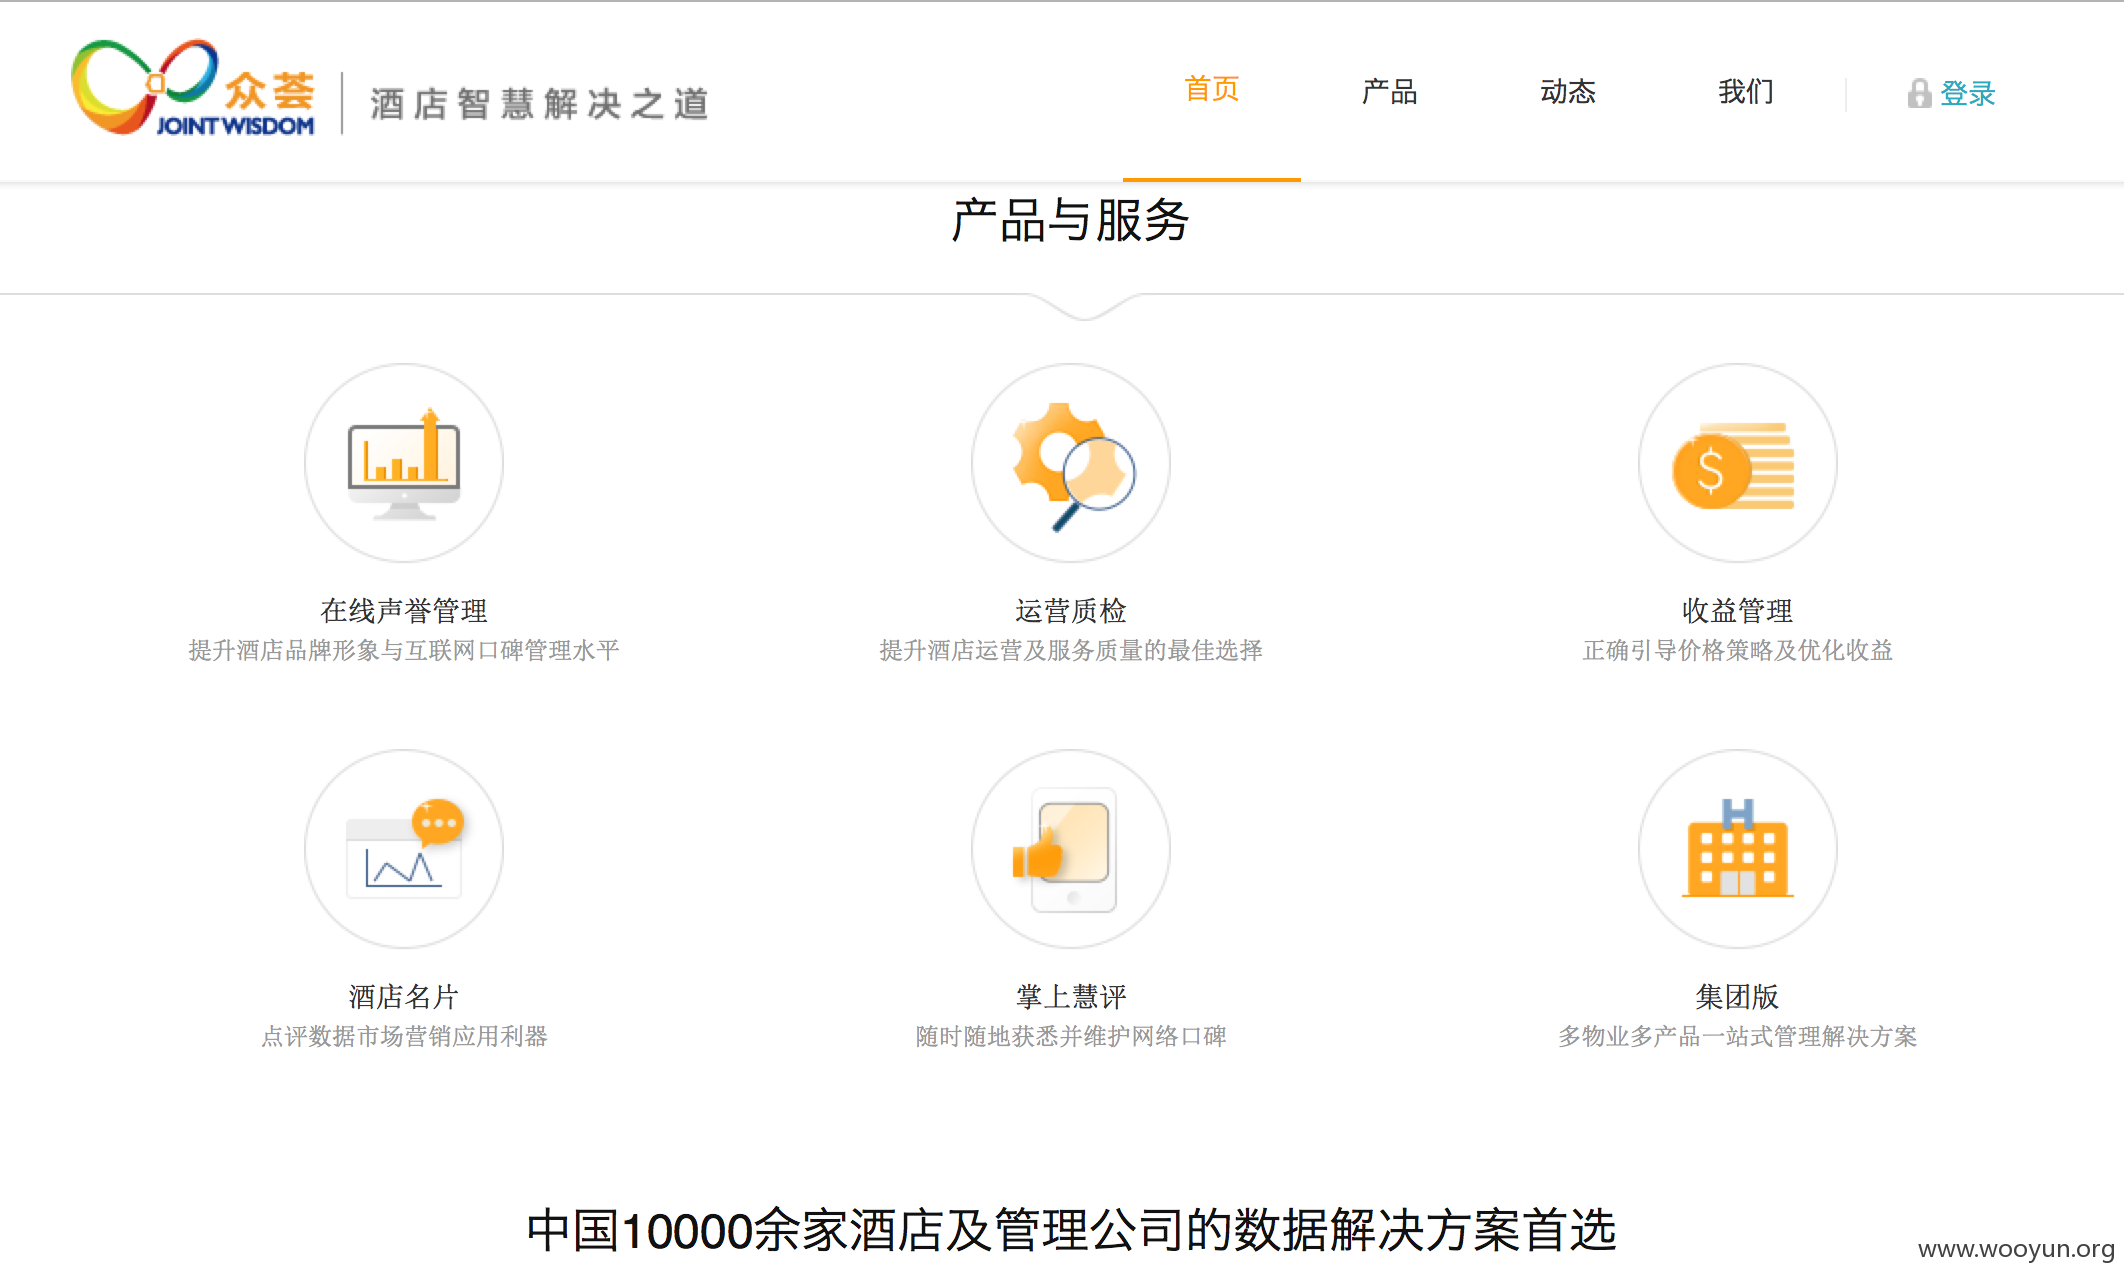 众荟
JOINT WISDOM
酒店智慧解决之道
首页
产品
动态
我们
登录
产品与服务
在线声誉管理
提升酒店品牌形象与互联网口碑管理水平
运营质检
提升酒店运营及服务质量的最佳选择
收益管理
正确引导价格策略及优化收益
酒店名片
点评数据市场营销应用利器
掌上慧评
随时随地获悉并维护网络口碑
集团版
多物业多产品一站式管理解决方案
中国10000余家酒店及管理公司的数据解决方案首选
www.wooyun.org